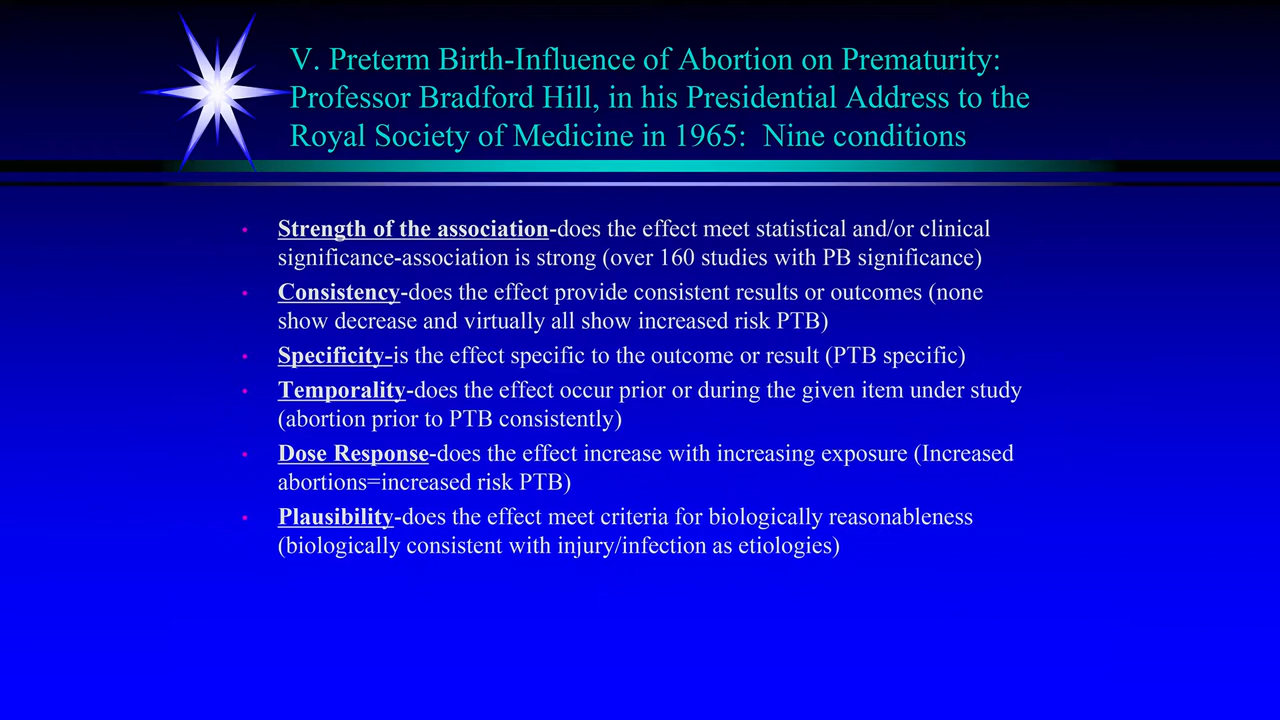 V. Preterm Birth-Influence of Abortion on Prematurity:
Professor Bradford Hill, in his Presidential Address to the
Royal Society of Medicine in 1965:  Nine conditions
• Strength of the association-does the effect meet statistical and/or clinical
significance-association is strong (over 160 studies with PB significance)
• Consistency-does the effect provide consistent results or outcomes (none
show decrease and virtually all show increased risk PTB)
• Specificity-is the effect specific to the outcome or result (PTB specific)
• Temporality-does the effect occur prior or during the given item under study
(abortion prior to PTB consistently)
• Dose Response-does the effect increase with increasing exposure (Increased
abortions=increased risk PTB)
• Plausibility-does the effect meet criteria for biologically reasonableness
(biologically consistent with injury/infection as etiologies)